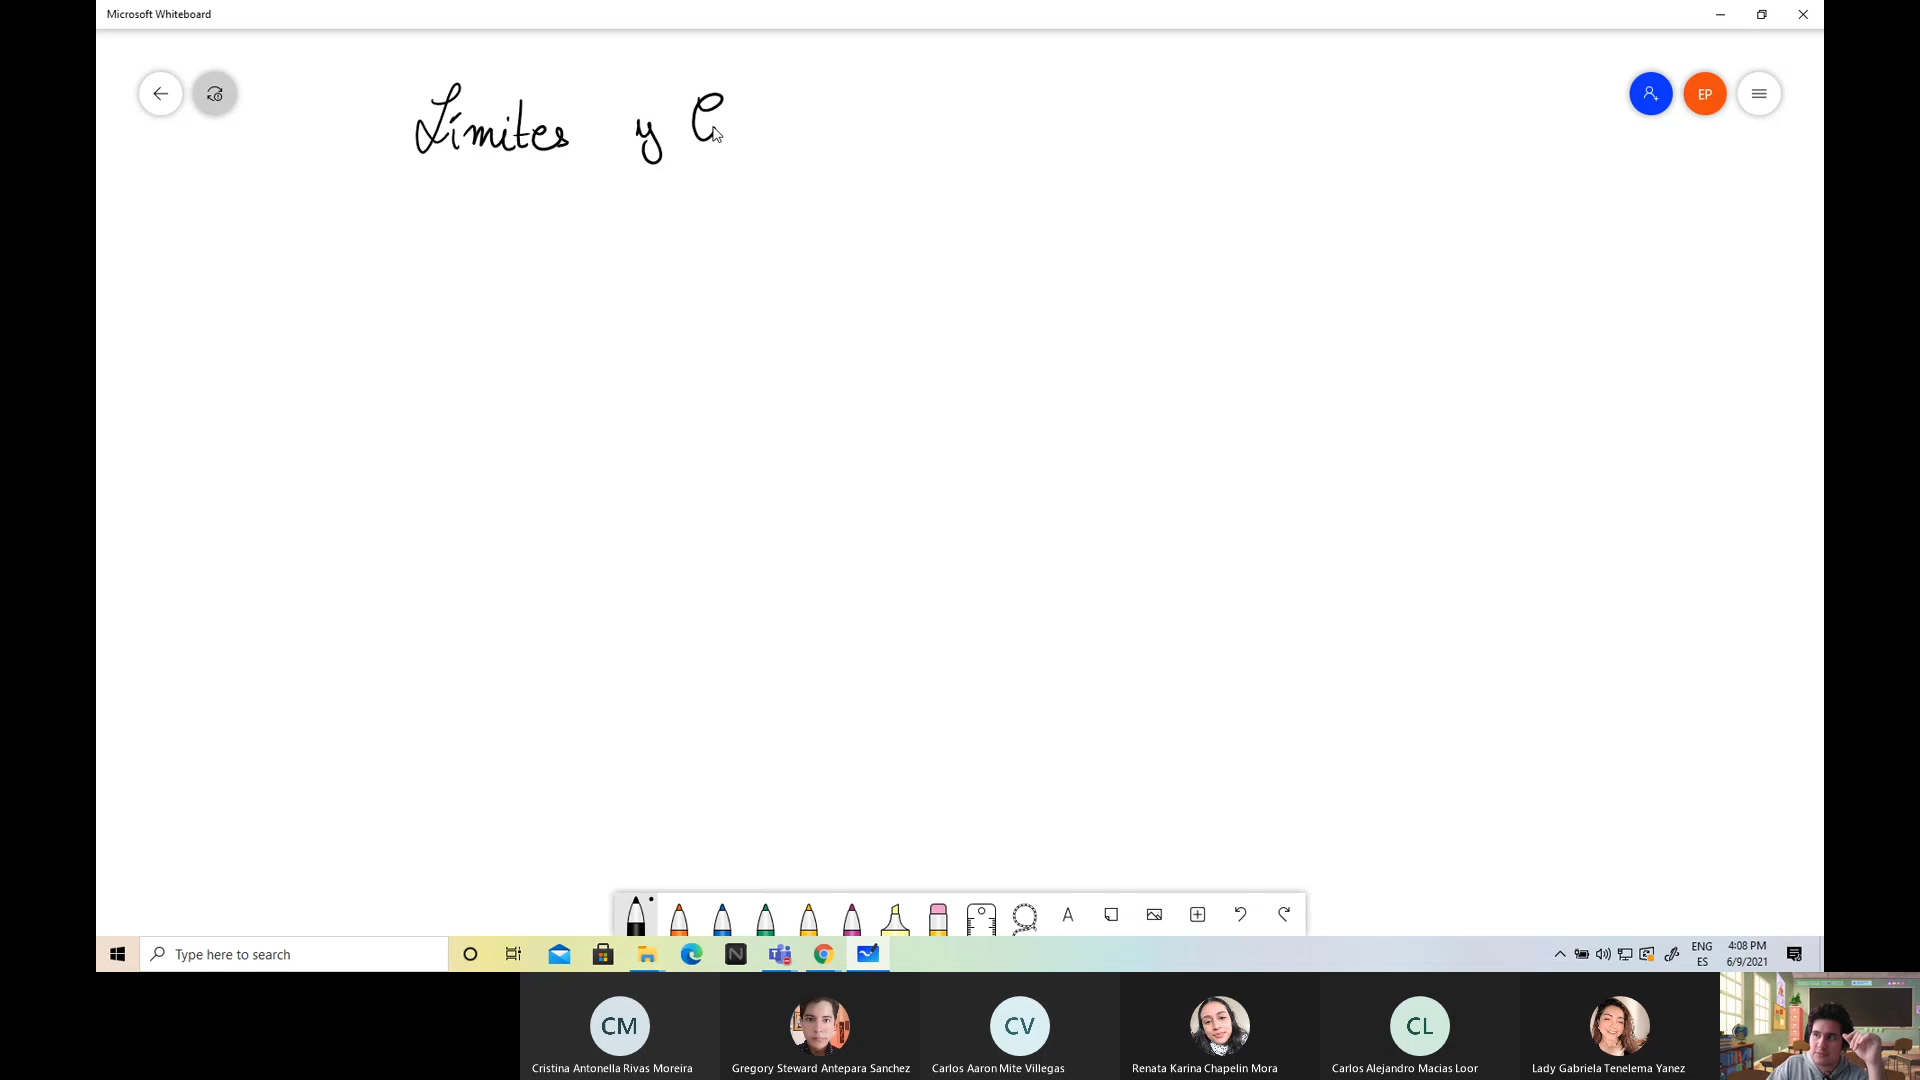 Microsoft Whiteboard
Límites y C
EP
A
Type here to search
N
ENG
ES
4:08 PM
6/9/2021
CM
CV
CL
Cristina Antonella Rivas Moreira
Gregory Steward Antepara Sanchez
Carlos Aaron Mite Villegas
Renata Karina Chapelin Mora
Carlos Alejandro Macias Loor
Lady Gabriela Tenelema Yanez